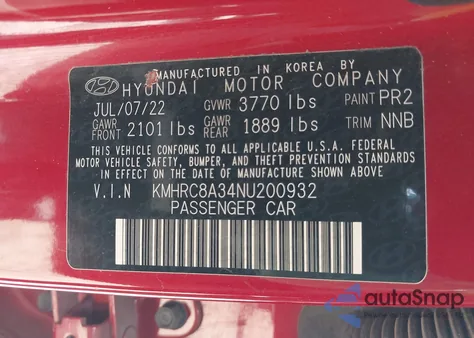 MANUFACTURED IN KOREA BY
HYUNDAI MOTOR COMPANY
JUL/07/22 GVWR 3770 lbs PAINT PR2
GAWR FRONT 2101 lbs GAWR REAR 1889 lbs TRIM NNB
THIS VEHICLE CONFORMS TO ALL APPLICABLE U.S.A. FEDERAL
MOTOR VEHICLE SAFETY, BUMPER, AND THEFT PREVENTION STANDARDS
IN EFFECT ON THE DATE OF MANUFACTURE SHOWN ABOVE
V.I.N KMHRC8A34NU200932
PASSENGER CAR
autoSnap